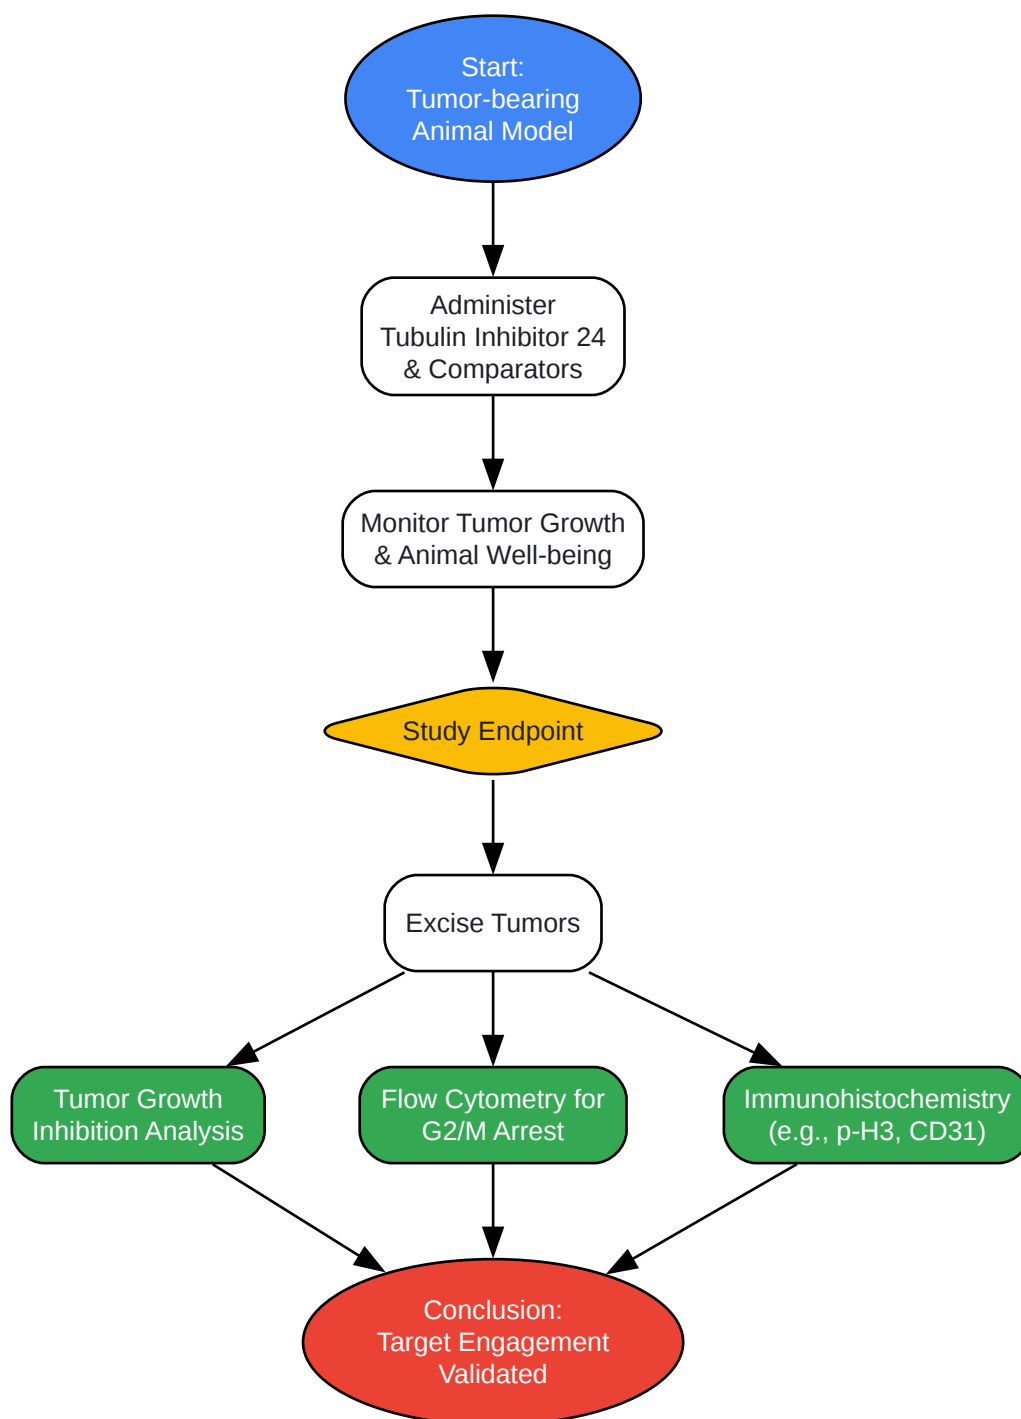 Start:
Tumor-bearing
Animal Model
Administer
Tubulin Inhibitor 24
& Comparators
Monitor Tumor Growth
& Animal Well-being
Study Endpoint
Excise Tumors
Tumor Growth
Inhibition Analysis
Flow Cytometry for
G2/M Arrest
Immunohistochemistry
(e.g., p-H3, CD31)
Conclusion:
Target Engagement
Validated